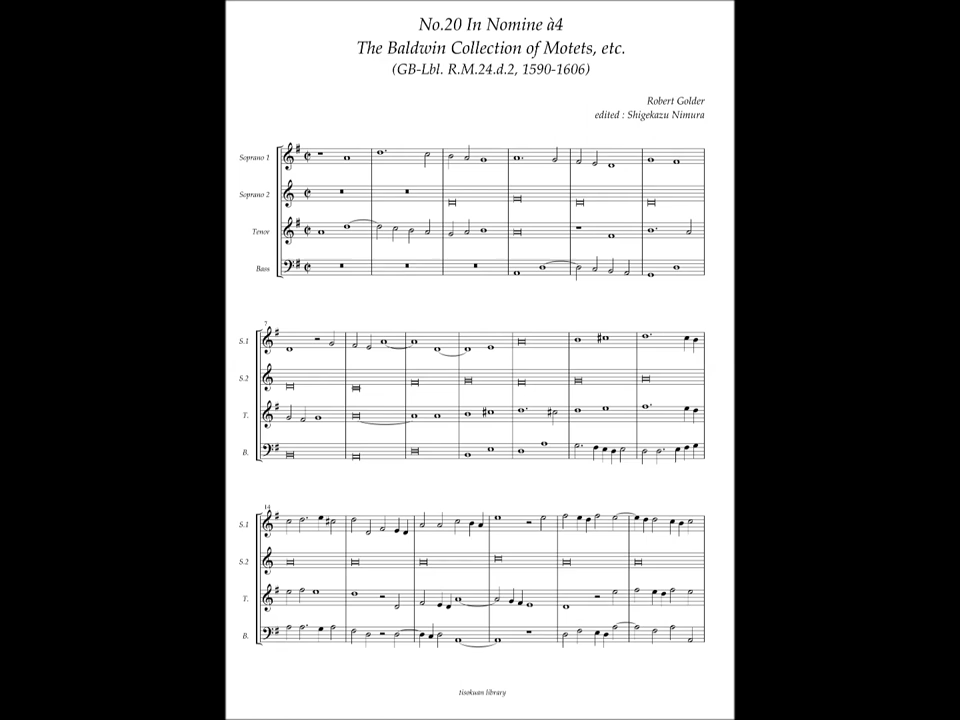 No.20 In Nomine à4
The Baldwin Collection of Motets, etc.
(GB-Lbl. R.M.24.d.2, 1590-1606)
Robert Golder
edited : Shigekazu Nimura
Soprano 1
Soprano 2
Tenor
Bass
7
S.1
S.2
T.
B.
14
S.1
S.2
T.
B.
tisokuan library